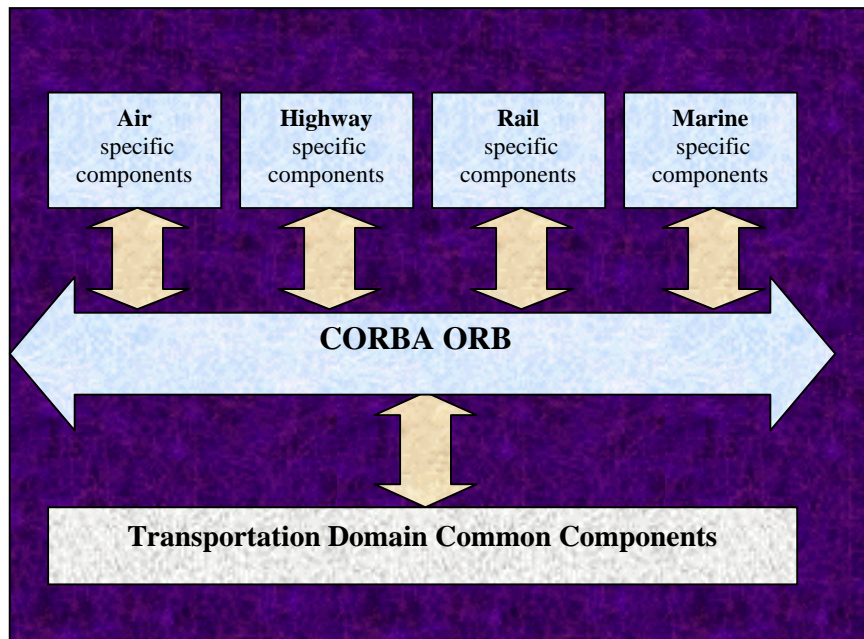 Air
specific
components
Highway
specific
components
Rail
specific
components
Marine
specific
components
CORBA ORB
Transportation Domain Common Components